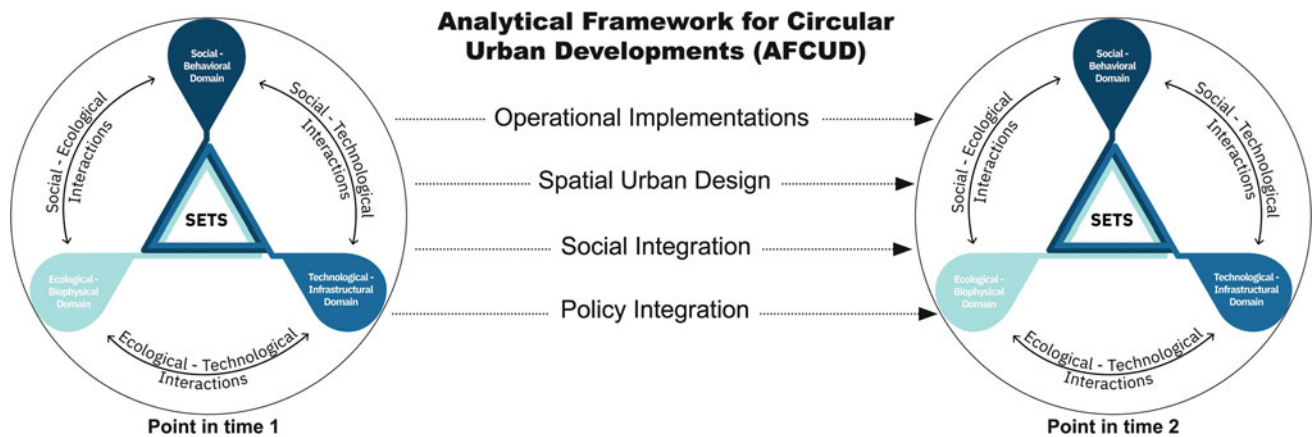 Analytical Framework for Circular
Urban Developments (AFCUD)
Social -
Behavioral
Domain
Social - Ecological
Interactions
Social - Technological
Interactions
SETS
Ecological -
Biophysical
Domain
Technological -
Infrastructural
Domain
Ecological - Technological
Interactions
Point in time 1
Operational Implementations
Spatial Urban Design
Social Integration
Policy Integration
Social -
Behavioral
Domain
Social - Ecological
Interactions
Social - Technological
Interactions
SETS
Ecological -
Biophysical
Domain
Technological -
Infrastructural
Domain
Ecological - Technological
Interactions
Point in time 2